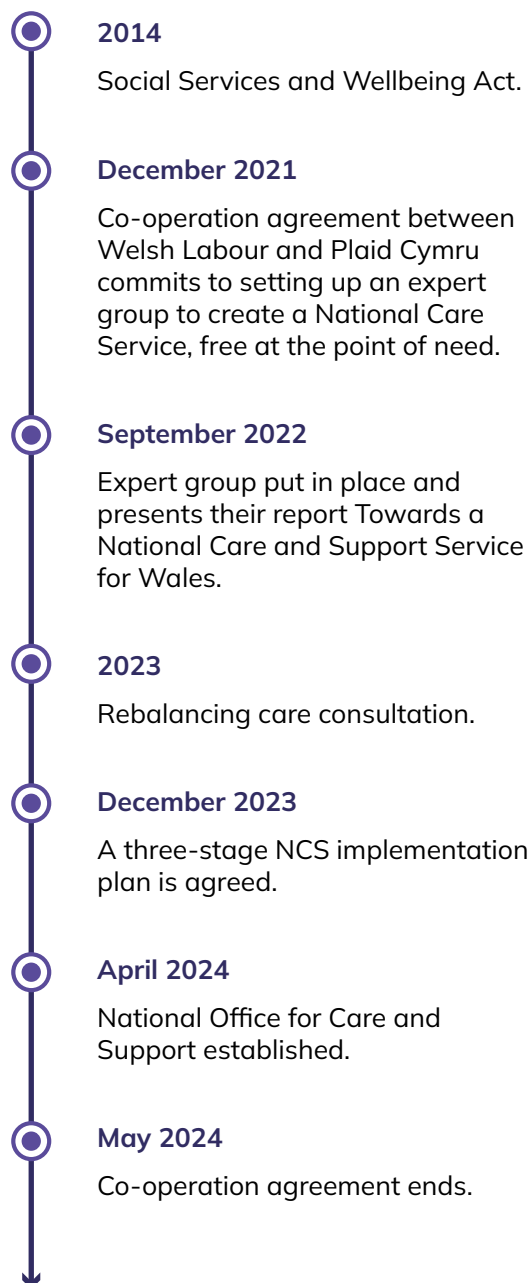 2014
Social Services and Wellbeing Act.
December 2021
Co-operation agreement between
Welsh Labour and Plaid Cymru
commits to setting up an expert
group to create a National Care
Service, free at the point of need.
September 2022
Expert group put in place and
presents their report Towards a
National Care and Support Service
for Wales.
2023
Rebalancing care consultation.
December 2023
A three-stage NCS implementation
plan is agreed.
April 2024
National Office for Care and
Support established.
May 2024
Co-operation agreement ends.